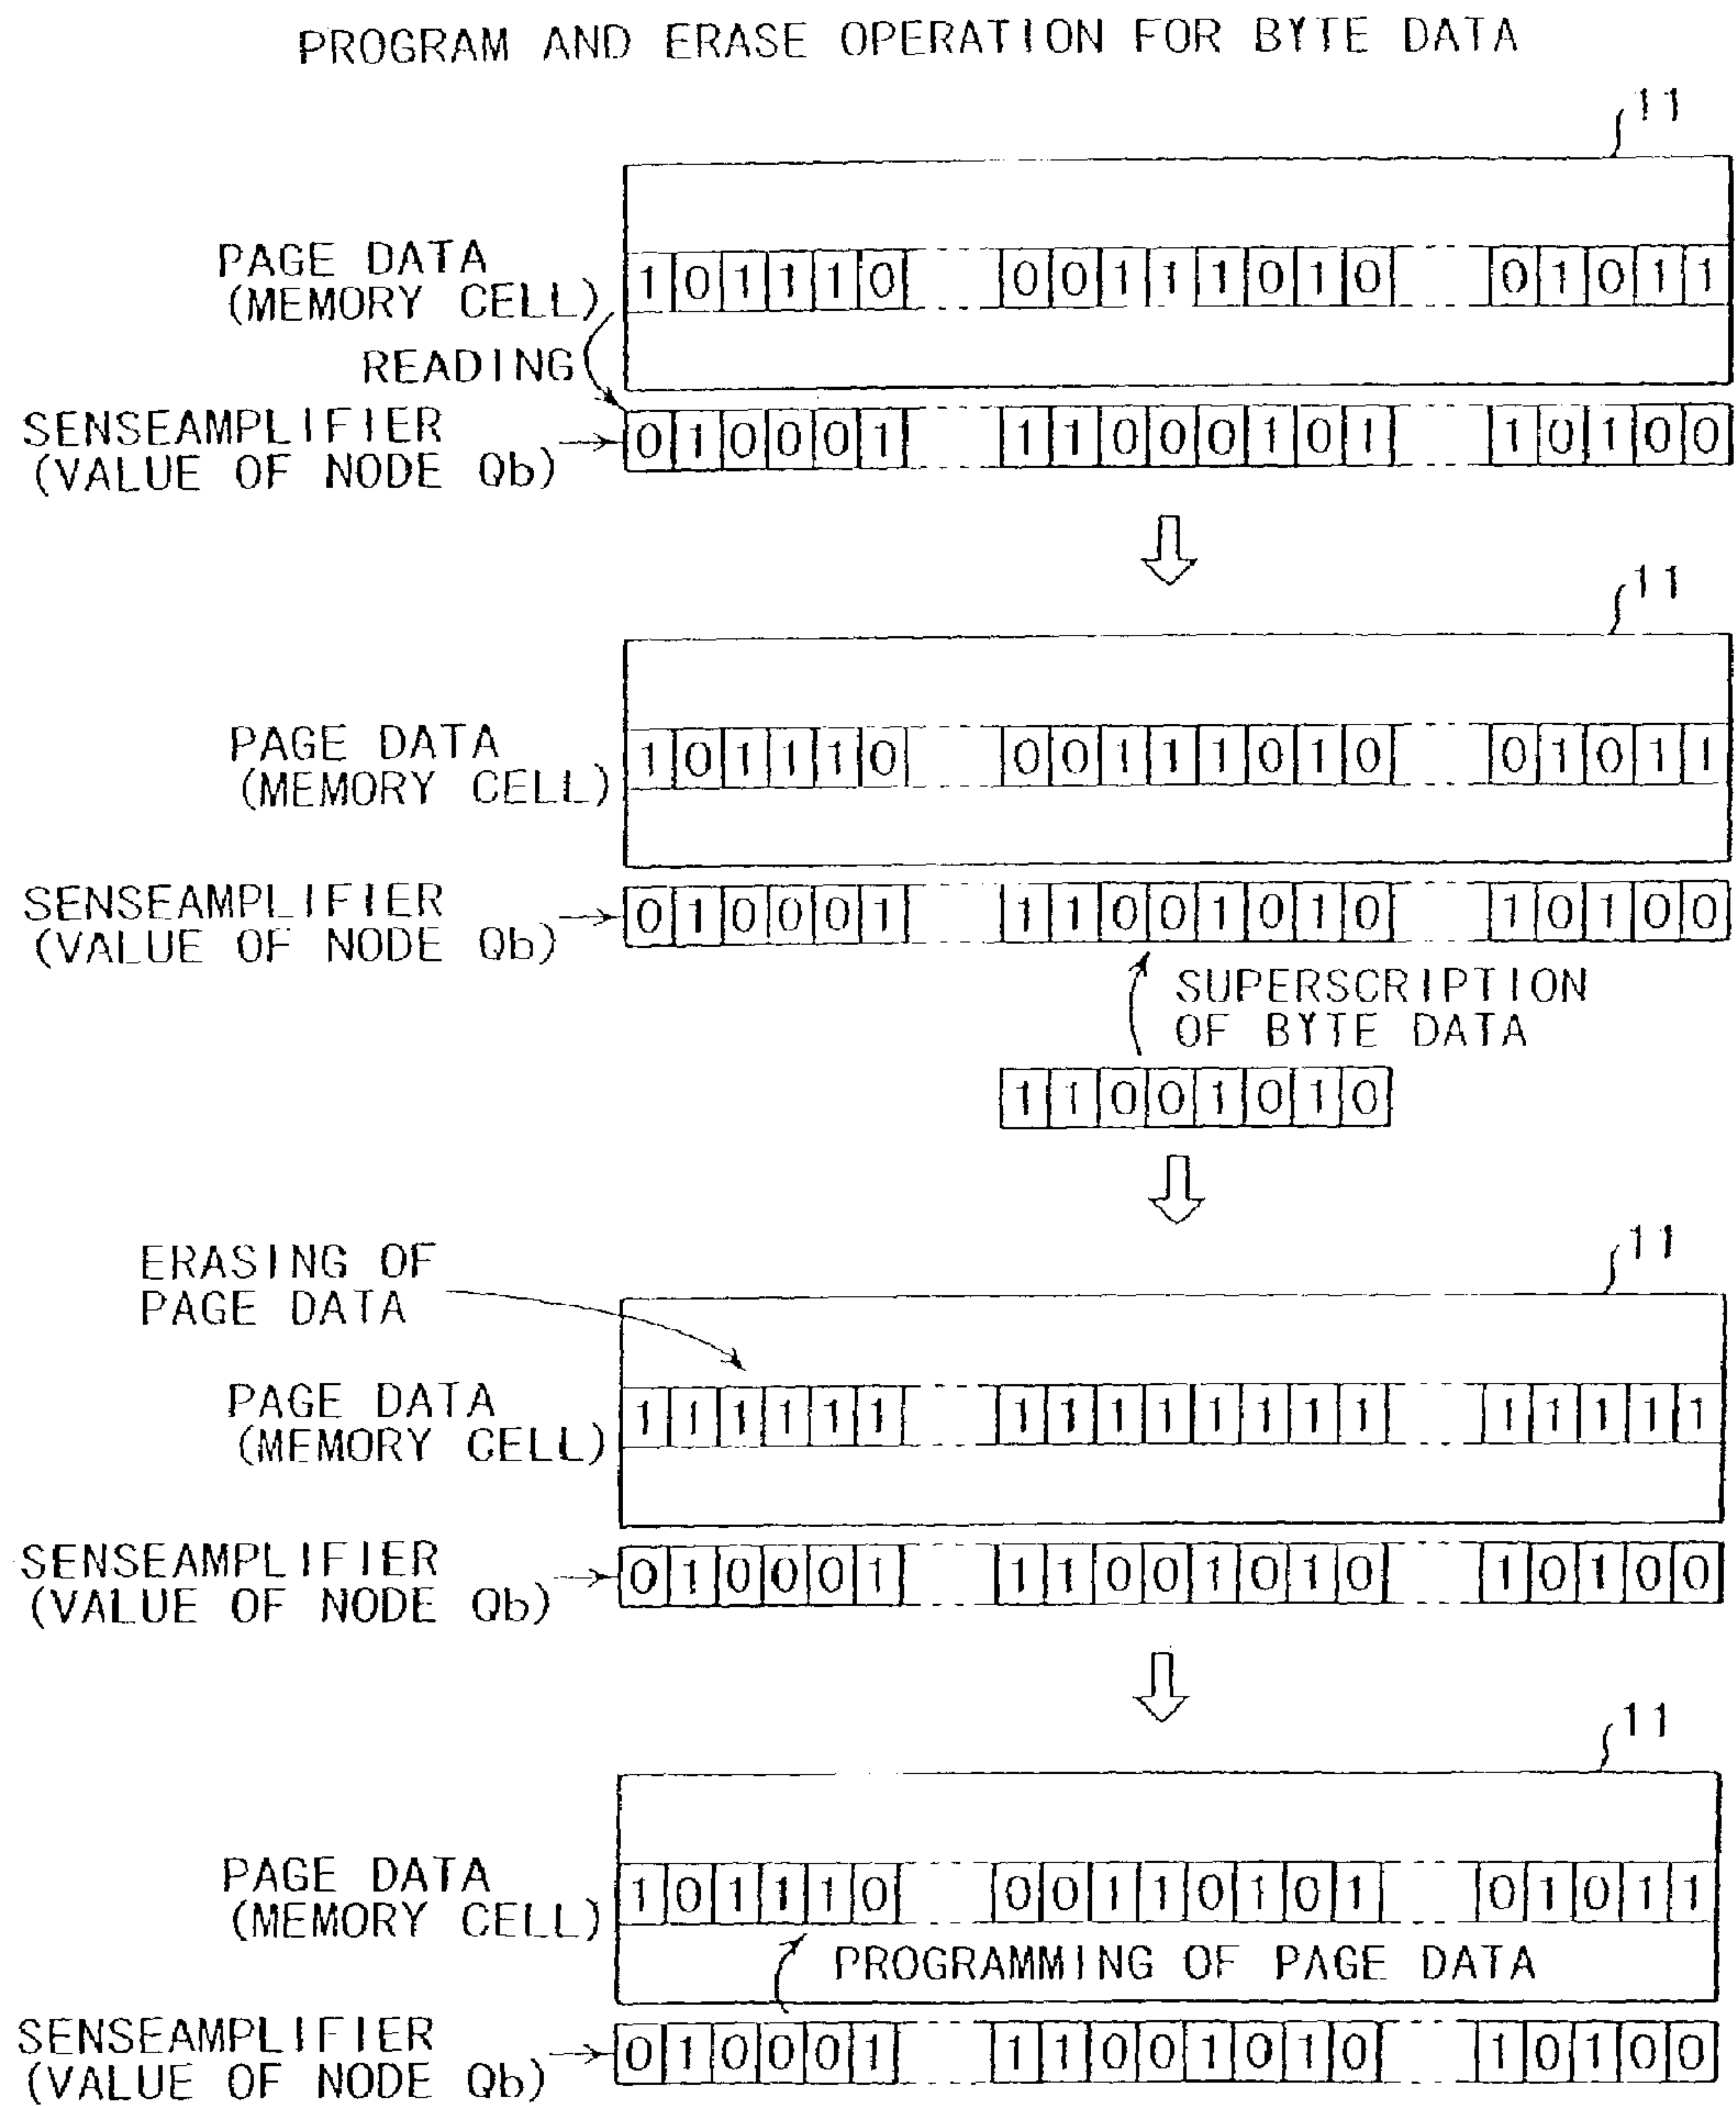 PROGRAM AND ERASE OPERATION FOR BYTE DATA
11
PAGE DATA
(MEMORY CELL)
1 0 1 1 1 0 0 0 1 1 1 0 1 0 0 1 0 1 1
READING
SENSEAMPLIFIER
(VALUE OF NODE Qb)
0 1 0 0 0 1 1 1 0 0 0 1 0 1 1 0 1 0 0
11
PAGE DATA
(MEMORY CELL)
1 0 1 1 1 0 0 0 1 1 1 0 1 0 0 1 0 1 1
SENSEAMPLIFIER
(VALUE OF NODE Qb)
0 1 0 0 0 1 1 1 0 0 1 0 1 0 1 0 1 0 0
SUPERSCRIPTION
OF BYTE DATA
1 1 0 0 1 0 1 0
ERASING OF
PAGE DATA
11
PAGE DATA
(MEMORY CELL)
1 1 1 1 1 1 1 1 1 1 1 1 1 1 1 1 1 1 1
SENSEAMPLIFIER
(VALUE OF NODE Qb)
0 1 0 0 0 1 1 1 0 0 1 0 1 0 1 0 1 0 0
11
PAGE DATA
(MEMORY CELL)
1 0 1 1 1 0 0 0 1 1 0 1 0 1 0 1 0 1 1
PROGRAMMING OF PAGE DATA
SENSEAMPLIFIER
(VALUE OF NODE Qb)
0 1 0 0 0 1 1 1 0 0 1 0 1 0 1 0 1 0 0